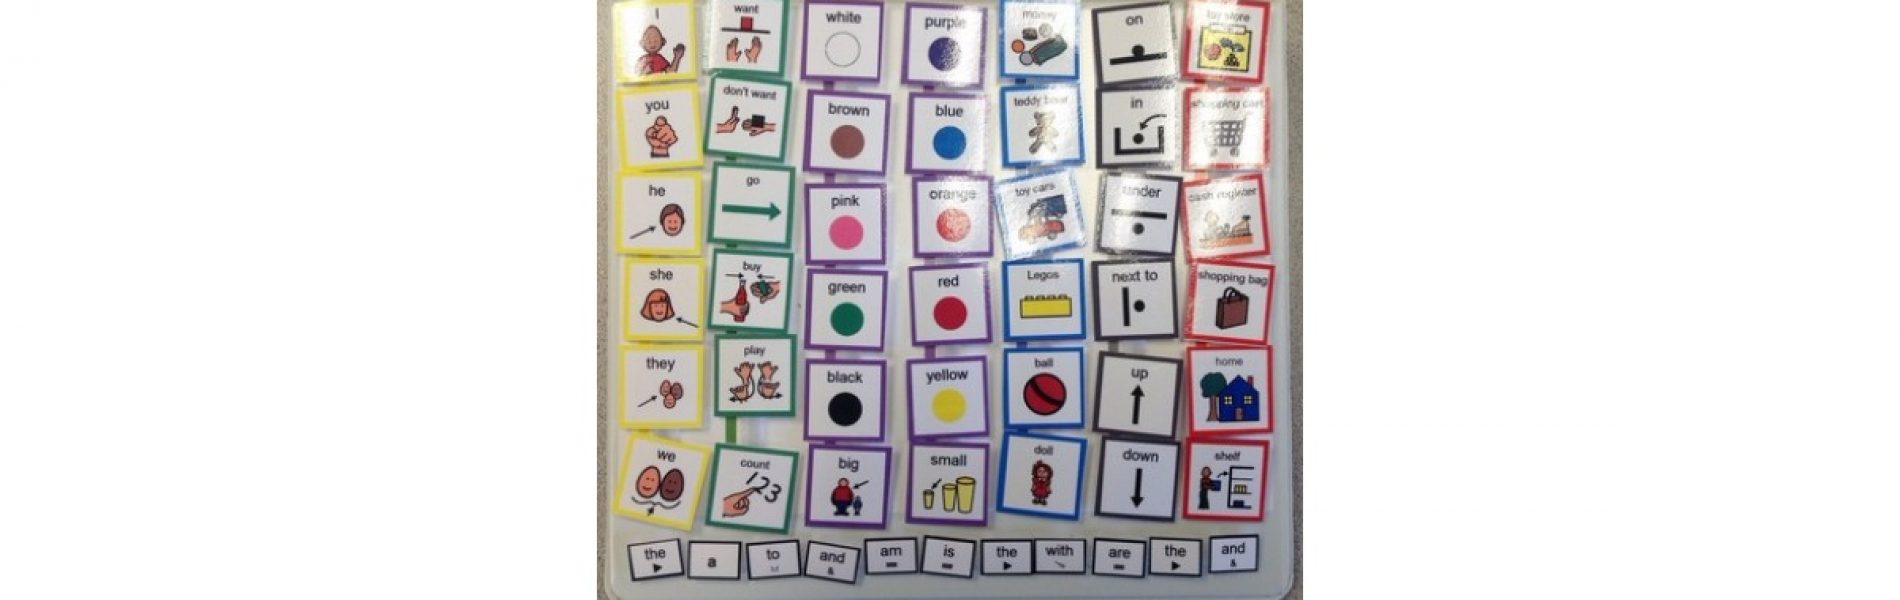 I want white purple money on toy store
you don't want brown blue teddy bear in shopping cart
he go pink orange toy cars under cash register
she buy green red Legos next to shopping bag
they play black yellow ball up home
we count 123 big small doll down shelf
the a to and & am is the with are the and &